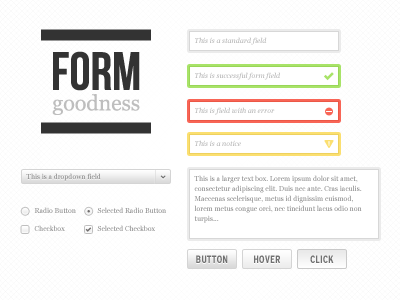 FORM
goodness
This is a standard field
This is successful form field
This is field with an error
This is a notice
This is a dropdown field
Radio Button
Selected Radio Button
Checkbox
Selected Checkbox
This is a larger text box. Lorem ipsum dolor sit amet,
consectetur adipiscing elit. Duis nec ante. Cras iaculis.
Maecenas scelerisque, metus id dignissim euismod,
lorem metus congue orci, nec tincidunt lacus odio non
turpis...
BUTTON
HOVER
CLICK